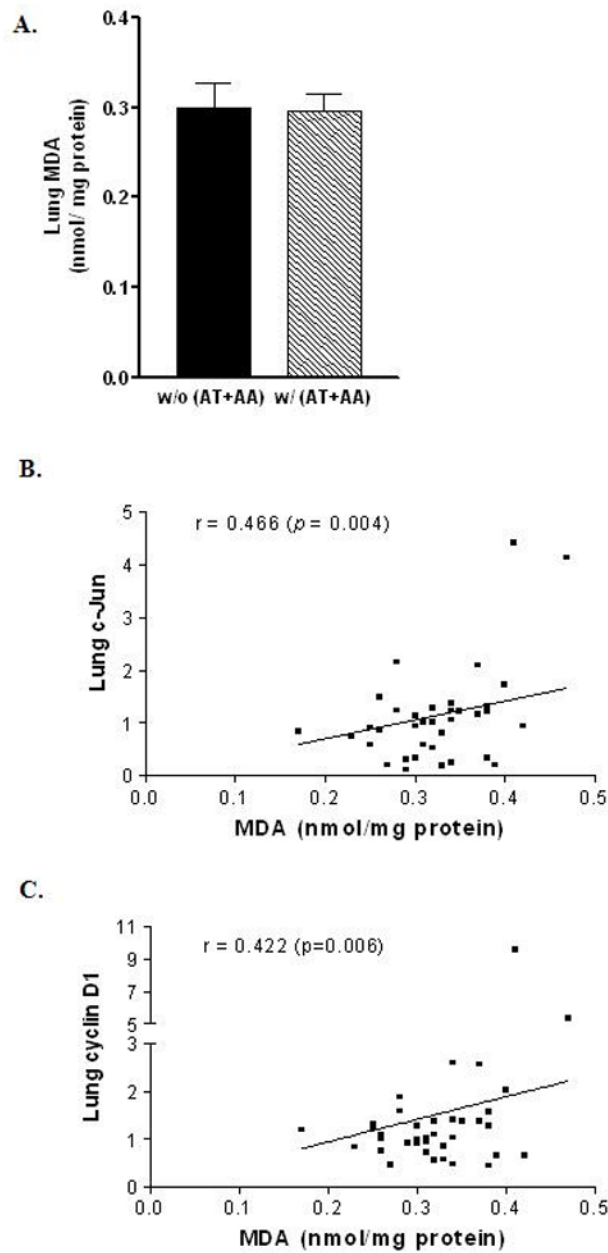 A.
Lung MDA
(nmol/ mg protein)
0.4
0.3
0.2
0.1
0.0
w/o (AT+AA) w/ (AT+AA)
B.
r = 0.466 (p = 0.004)
Lung c-Jun
5
4
3
2
1
0
0.0 0.1 0.2 0.3 0.4 0.5
MDA (nmol/mg protein)
C.
r = 0.422 (p=0.006)
Lung cyclin D1
11
9
7
5
3
2
1
0
0.0 0.1 0.2 0.3 0.4 0.5
MDA (nmol/mg protein)